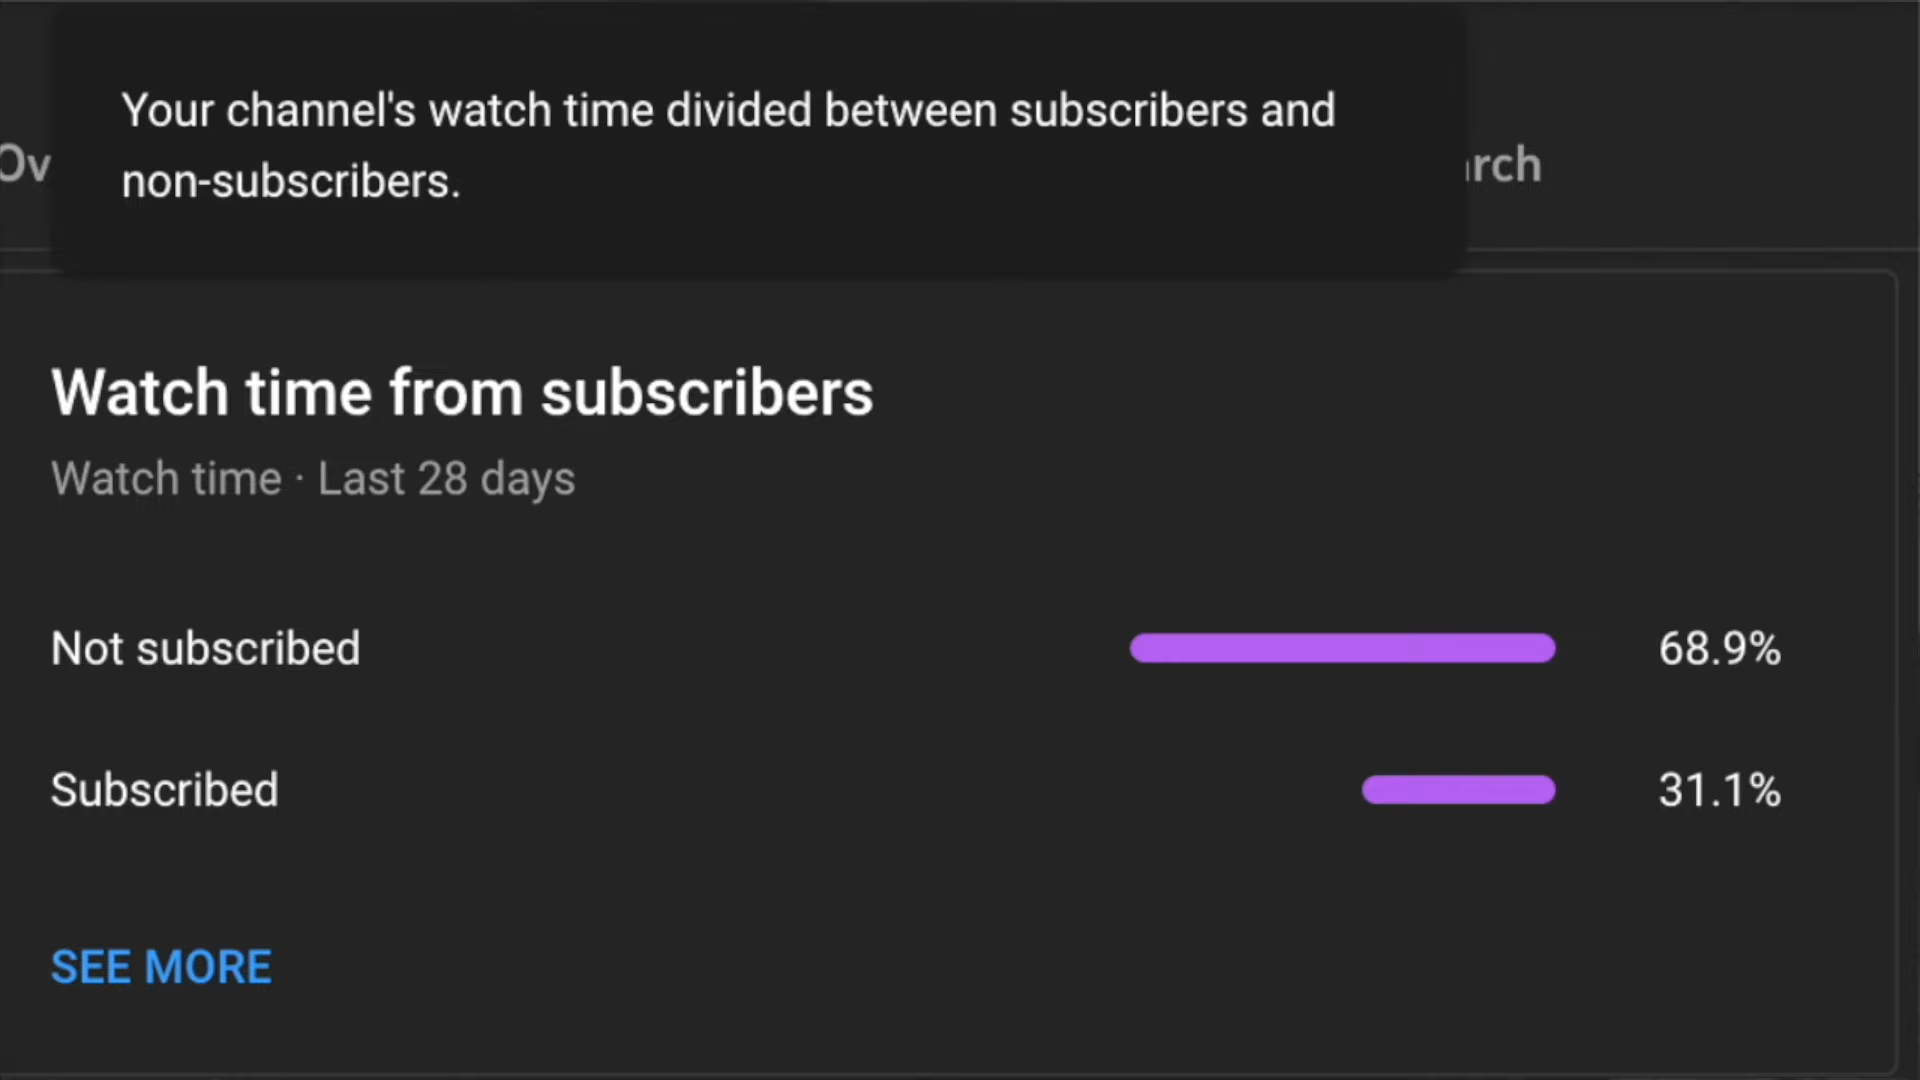 Your channel's watch time divided between subscribers and
non-subscribers.
Watch time from subscribers
Watch time · Last 28 days
Not subscribed 68.9%
Subscribed 31.1%
SEE MORE